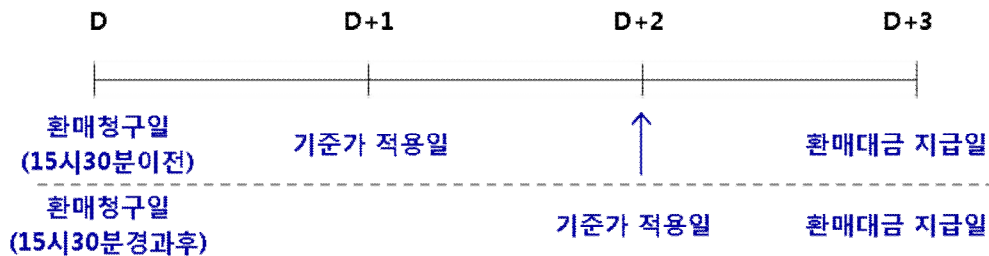 D D+1 D+2 D+3
환매청구일
(15시30분이전)
기준가 적용일
환매대금 지급일
환매청구일
(15시30분경과후)
기준가 적용일
환매대금 지급일